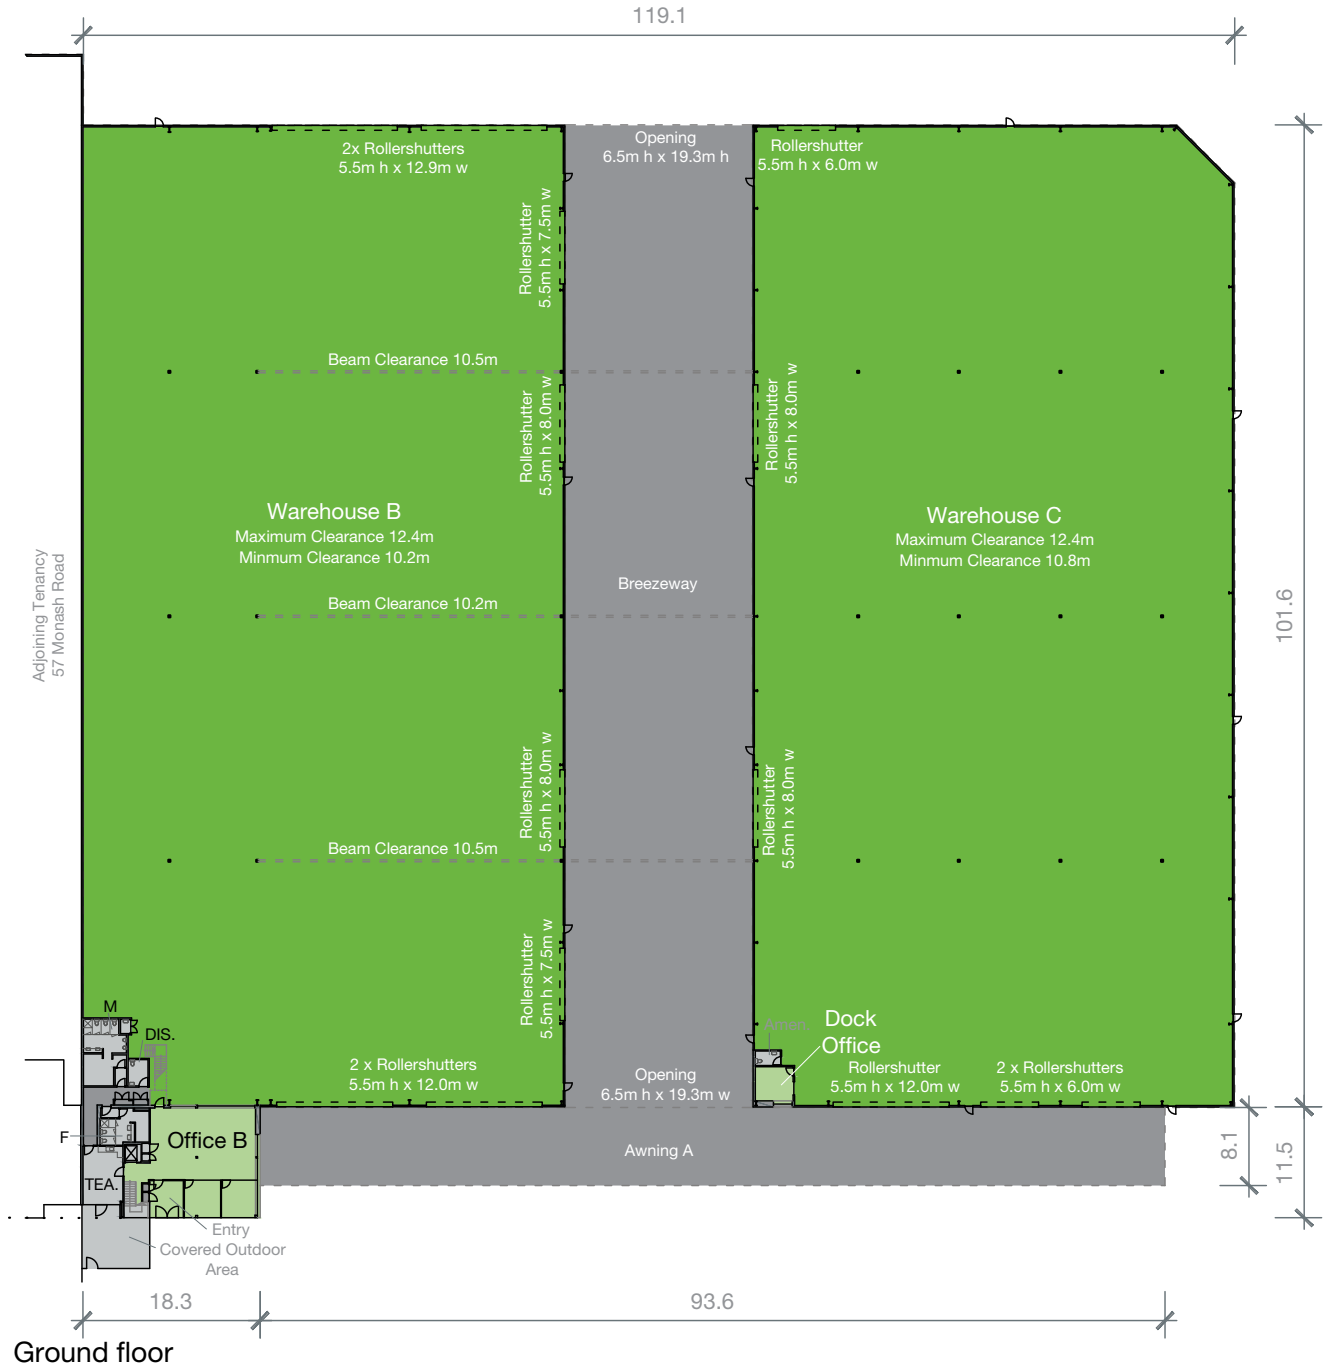 119.1
Opening
6.5m h x 19.3m h
2x Rollershutters
5.5m h x 12.9m w
Rollershutter
5.5m h x 6.0m w
Rollershutter
5.5m h x 7.5m w
Beam Clearance 10.5m
Rollershutter
5.5m h x 8.0m w
Rollershutter
5.5m h x 8.0m w
Warehouse B
Maximum Clearance 12.4m
Minmum Clearance 10.2m
Warehouse C
Maximum Clearance 12.4m
Minmum Clearance 10.8m
Adjoining Tenancy
57 Monash Road
Breezeway
101.6
Beam Clearance 10.2m
Rollershutter
5.5m h x 8.0m w
Rollershutter
5.5m h x 8.0m w
Beam Clearance 10.5m
Rollershutter
5.5m h x 7.5m w
M
DIS.
Dock
Office
2 x Rollershutters
5.5m h x 12.0m w
Opening
6.5m h x 19.3m w
Rollershutter
5.5m h x 12.0m w
2 x Rollershutters
5.5m h x 6.0m w
F
Office B
Awning A
8.1
11.5
TEA.
Entry
Covered Outdoor
Area
18.3
93.6
Ground floor